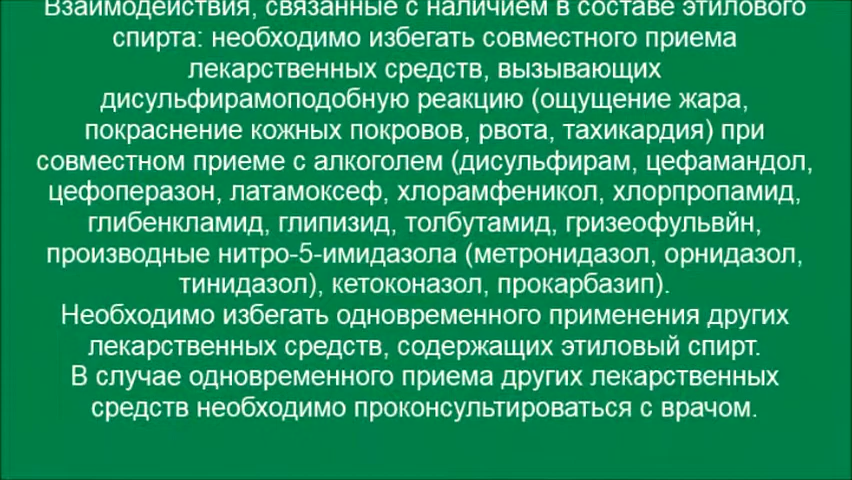 Взаимодействия, связанные с наличием в составе этилового
спирта: необходимо избегать совместного приема
лекарственных средств, вызывающих
дисульфирамоподобную реакцию (ощущение жара,
покраснение кожных покровов, рвота, тахикардия) при
совместном приеме с алкоголем (дисульфирам, цефамандол,
цефоперазон, латамоксеф, хлорамфеникол, хлорпропамид,
глибенкламид, глипизид, толбутамид, гризеофульвйн,
производные нитро-5-имидазола (метронидазол, орнидазол,
тинидазол), кетоконазол, прокарбазип).
Необходимо избегать одновременного применения других
лекарственных средств, содержащих этиловый спирт.
В случае одновременного приема других лекарственных
средств необходимо проконсультироваться с врачом.